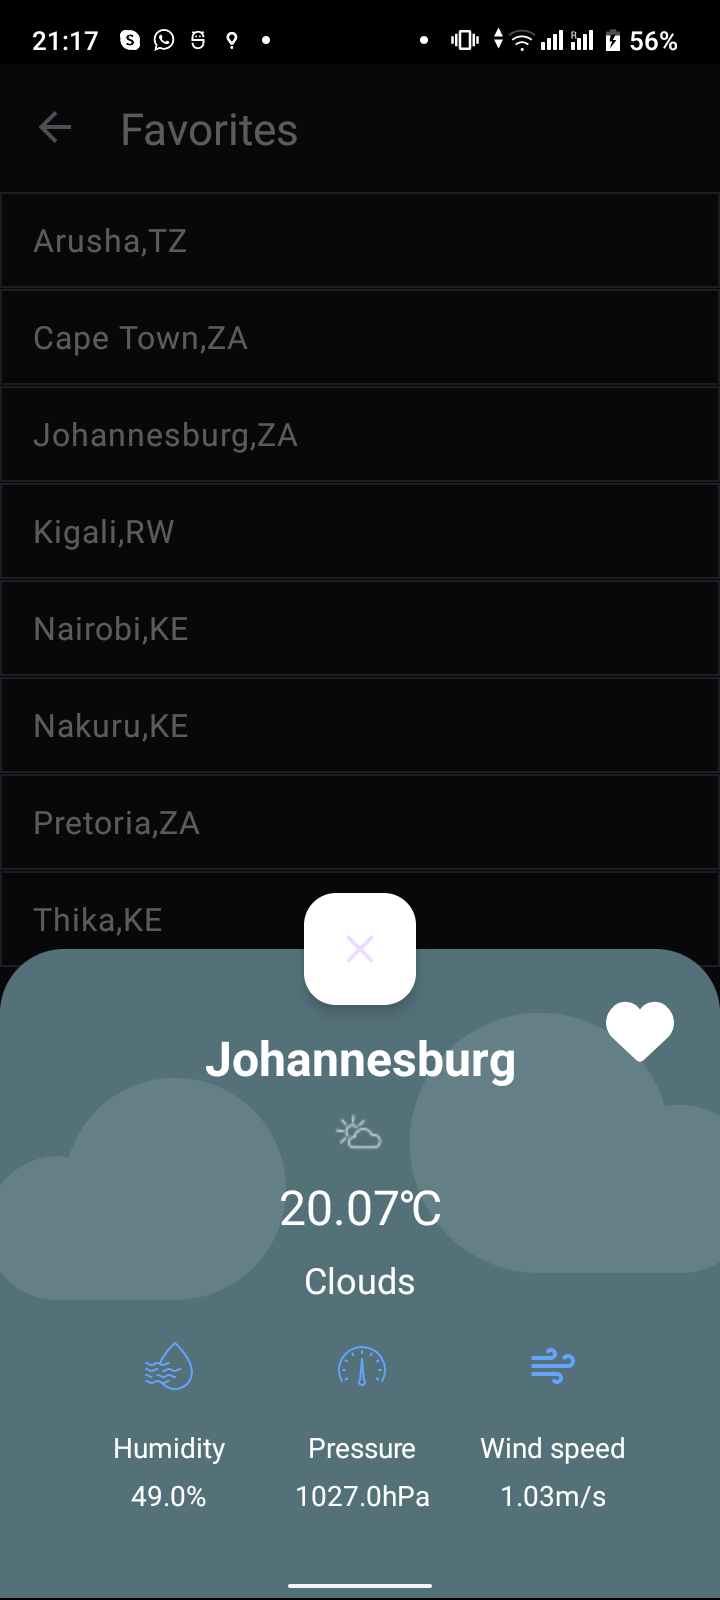 21:17 56%
Favorites
Arusha,TZ
Cape Town,ZA
Johannesburg,ZA
Kigali,RW
Nairobi,KE
Nakuru,KE
Pretoria,ZA
Thika,KE
Johannesburg
20.07°C
Clouds
Humidity Pressure Wind speed
49.0% 1027.0hPa 1.03m/s